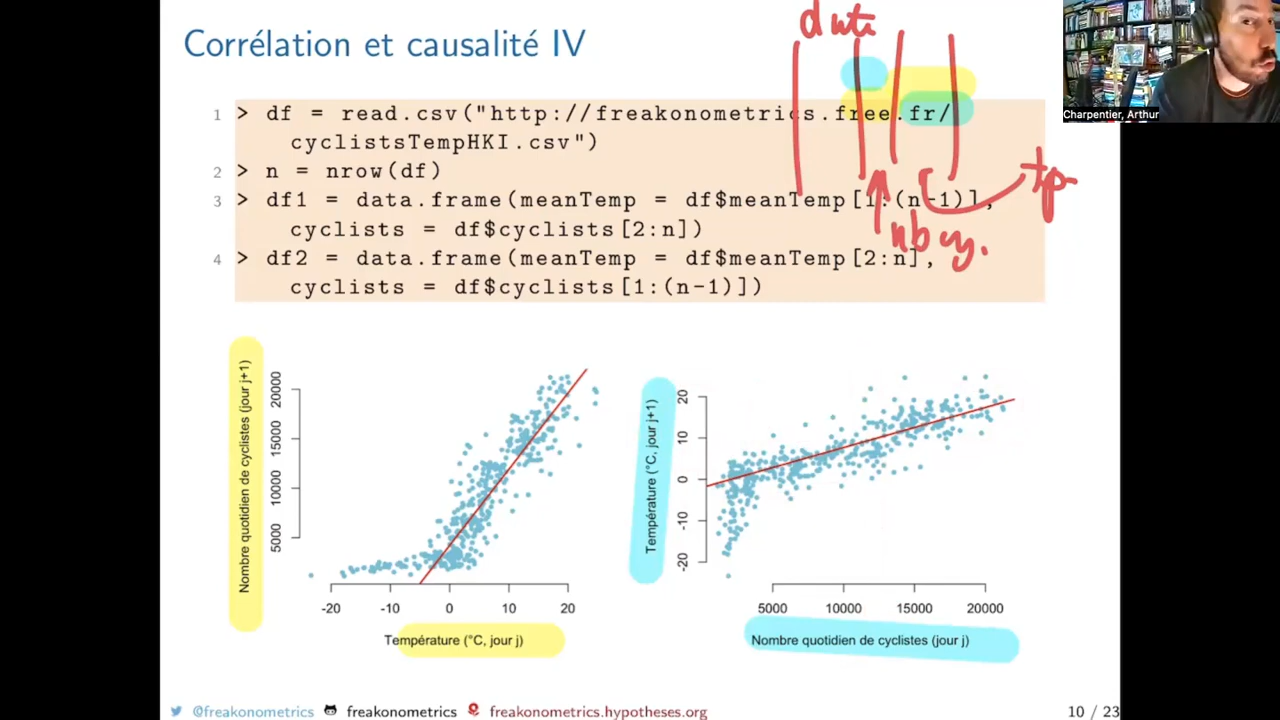 Corrélation et causalité IV
date
Charpentier, Arthur
1 > df = read.csv("http://freakonometrics.free.fr/
cyclistsTempHKI.csv")
2 > n = nrow(df)
3 > df1 = data.frame(meanTemp = df$meanTemp[1:(n-1)],
cyclists = df$cyclists[2:n])
4 > df2 = data.frame(meanTemp = df$meanTemp[2:n],
cyclists = df$cyclists[1:(n-1)])
tp
nb cy.
Nombre quotidien de cyclistes (jour j+1)
20000
15000
10000
5000
-20 -10 0 10 20
Température (°C, jour j)
Température (°C, jour j+1)
20
10
0
-10
-20
5000 10000 15000 20000
Nombre quotidien de cyclistes (jour j)
@freakonometrics freakonometrics freakonometrics.hypotheses.org 10 / 23